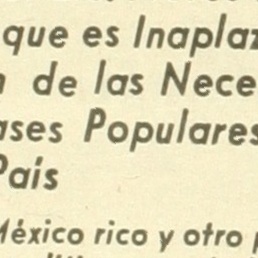 que es Inaplaz
de las Nece
ases Populares
País
México rico y otro p